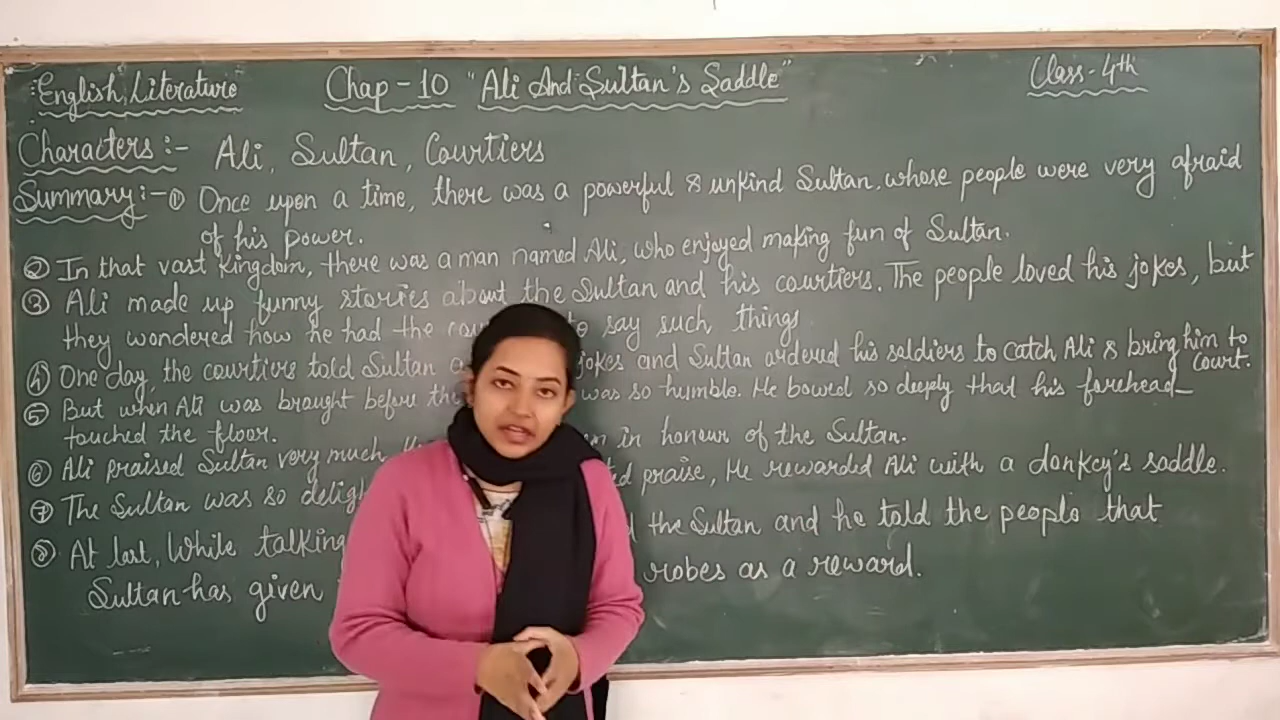 English Literature Chap - 10 "Ali And Sultan's Saddle" Class - 4th
Characters :- Ali, Sultan, Courtiers
Summary :- ① Once upon a time, there was a powerful & unkind Sultan, whose people were very afraid
of his power.
② In that vast kingdom, there was a man named Ali, who enjoyed making fun of Sultan.
③ Ali made up funny stories about the Sultan and his courtiers. The people loved his jokes, but
they wondered how he had the to say such things
④ One day, the courtiers told Sultan jokes and Sultan ordered his soldiers to catch Ali & bring him to
court.
⑤ But when Ali was brought before the was so humble. He bowed so deeply that his forehead
touched the floor.
⑥ Ali praised Sultan very much in honour of the Sultan.
⑦ The Sultan was so praise, He rewarded Ali with a donkey's saddle.
⑧ At last, While talking the Sultan and he told the people that
Sultan has given robes as a reward.